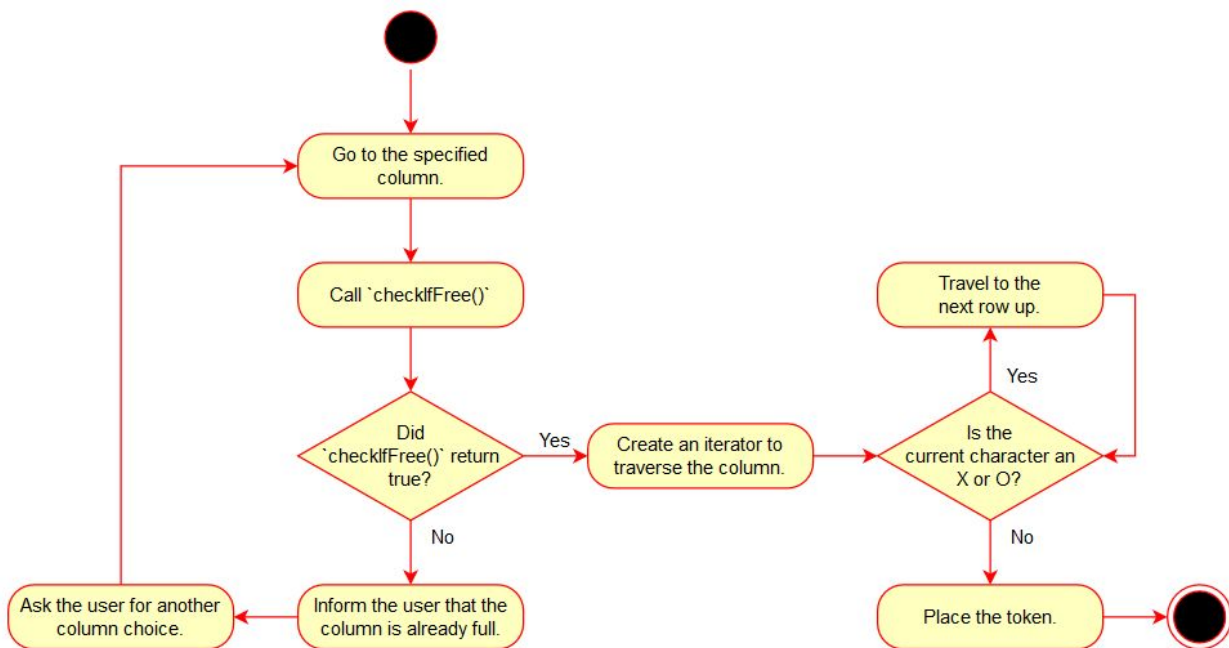 Go to the specified
column.
Call `checkIfFree()`
Did
`checkIfFree()` return
true?
Yes
No
Inform the user that the
column is already full.
Ask the user for another
column choice.
Create an iterator to
traverse the column.
Is the
current character an
X or O?
Yes
Travel to the
next row up.
No
Place the token.